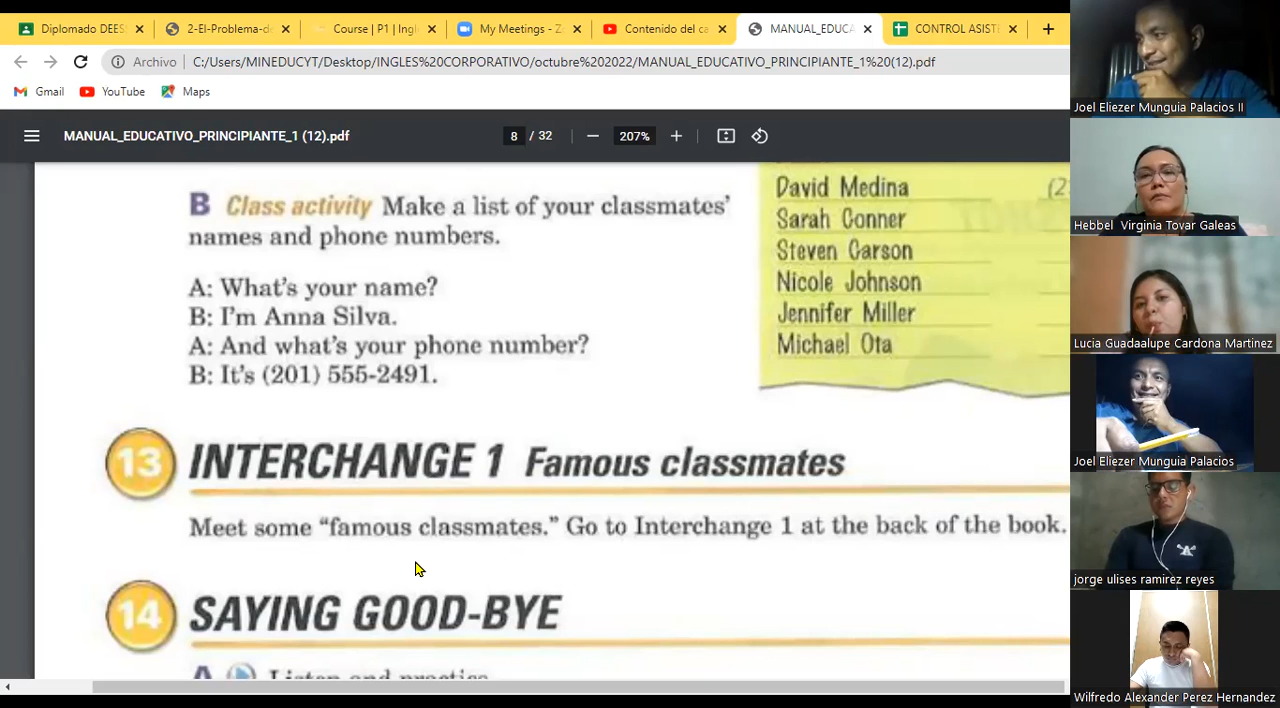 Diplomado DEES
2-El-Problema-d
Course | P1 | Ingl
My Meetings - Z
Contenido del ca
MANUAL_EDUCA
CONTROL ASIST
Archivo | C:/Users/MINEDUCYT/Desktop/INGLES%20CORPORATIVO/octubre%202022/MANUAL_EDUCATIVO_PRINCIPIANTE_1%20(12).pdf
Gmail YouTube Maps
MANUAL_EDUCATIVO_PRINCIPIANTE_1 (12).pdf
8 / 32
207%
B Class activity Make a list of your classmates'
names and phone numbers.
A: What's your name?
B: I'm Anna Silva.
A: And what's your phone number?
B: It's (201) 555-2491.
David Medina
Sarah Conner
Steven Carson
Nicole Johnson
Jennifer Miller
Michael Ota
13 INTERCHANGE 1 Famous classmates
Meet some "famous classmates." Go to Interchange 1 at the back of the book.
14 SAYING GOOD-BYE
A Listen and practice
Joel Eliezer Munguia Palacios II
Hebbel Virginia Tovar Galeas
Lucia Guadaalupe Cardona Martinez
Joel Eliezer Munguia Palacios
jorge ulises ramirez reyes
Wilfredo Alexander Perez Hernandez